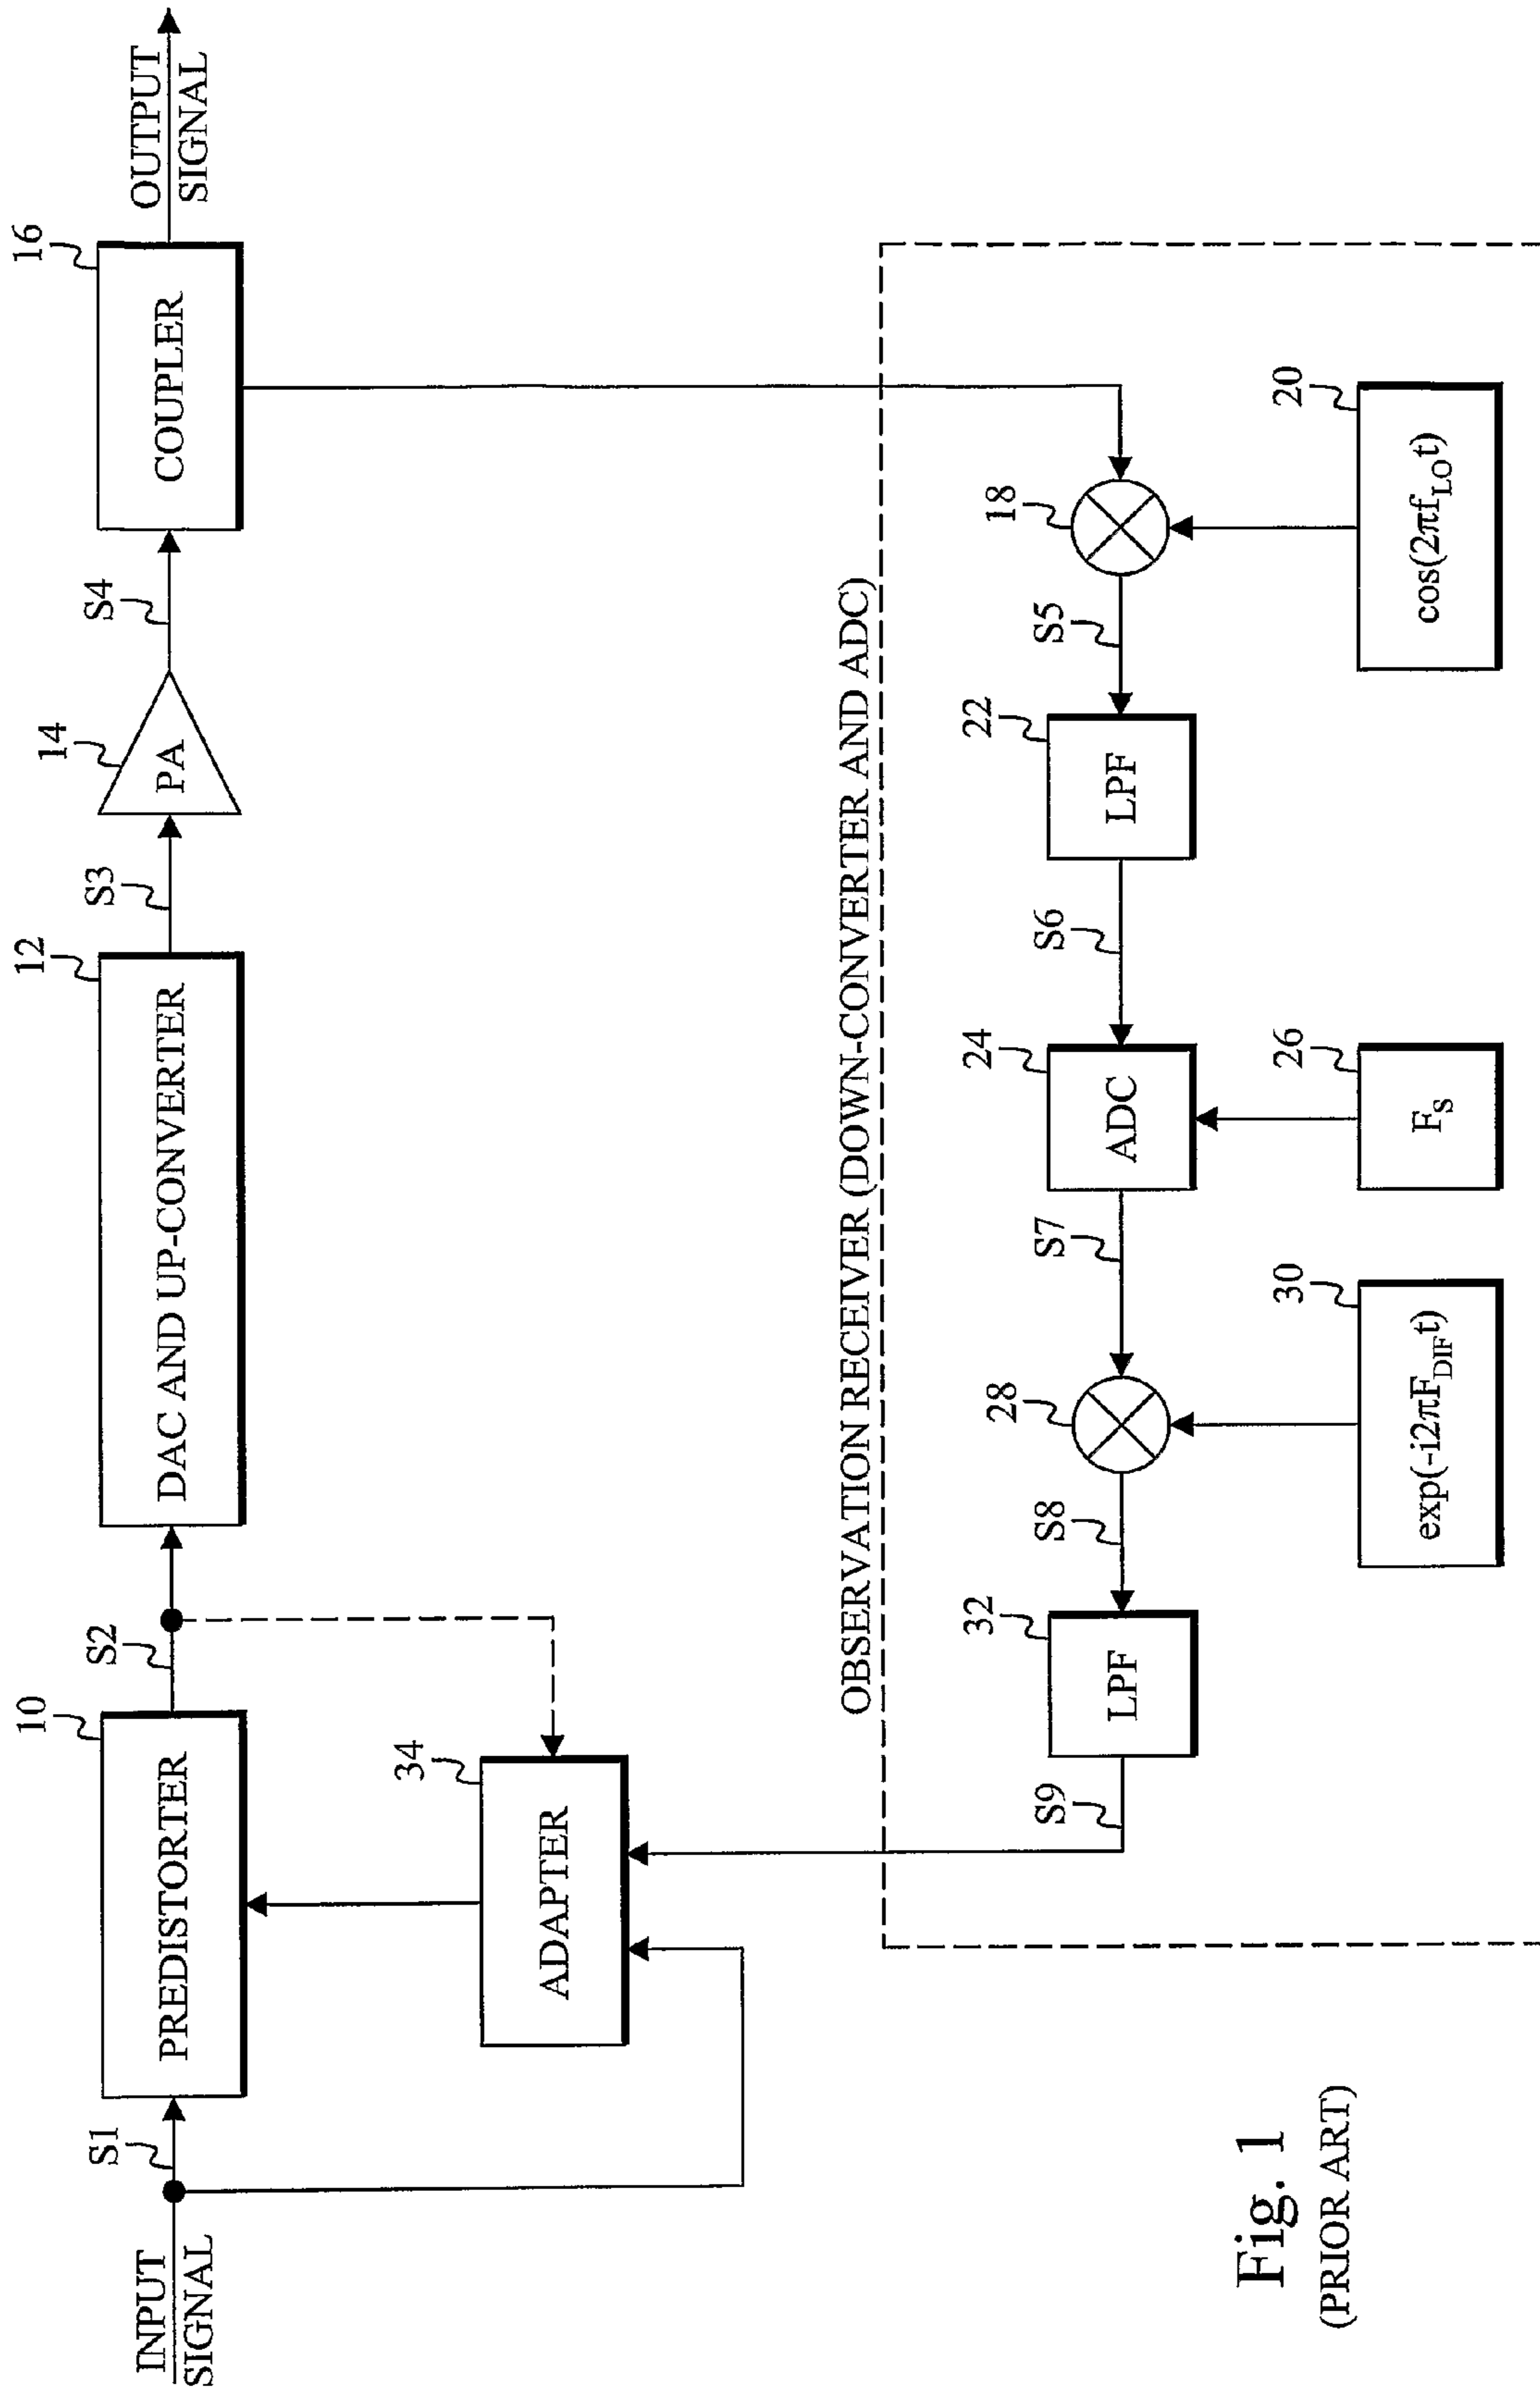 INPUT
SIGNAL
S1
10
PREDISTORTER
S2
12
DAC AND UP-CONVERTER
S3
14
PA
S4
16
COUPLER
OUTPUT
SIGNAL
34
ADAPTER
OBSERVATION RECEIVER (DOWN-CONVERTER AND ADC)
S9
32
LPF
S8
28
S7
24
ADC
S6
22
LPF
S5
18
30
exp(-i2πF_DIF t)
26
F_S
20
cos(2πf_LO t)
Fig. 1
(PRIOR ART)